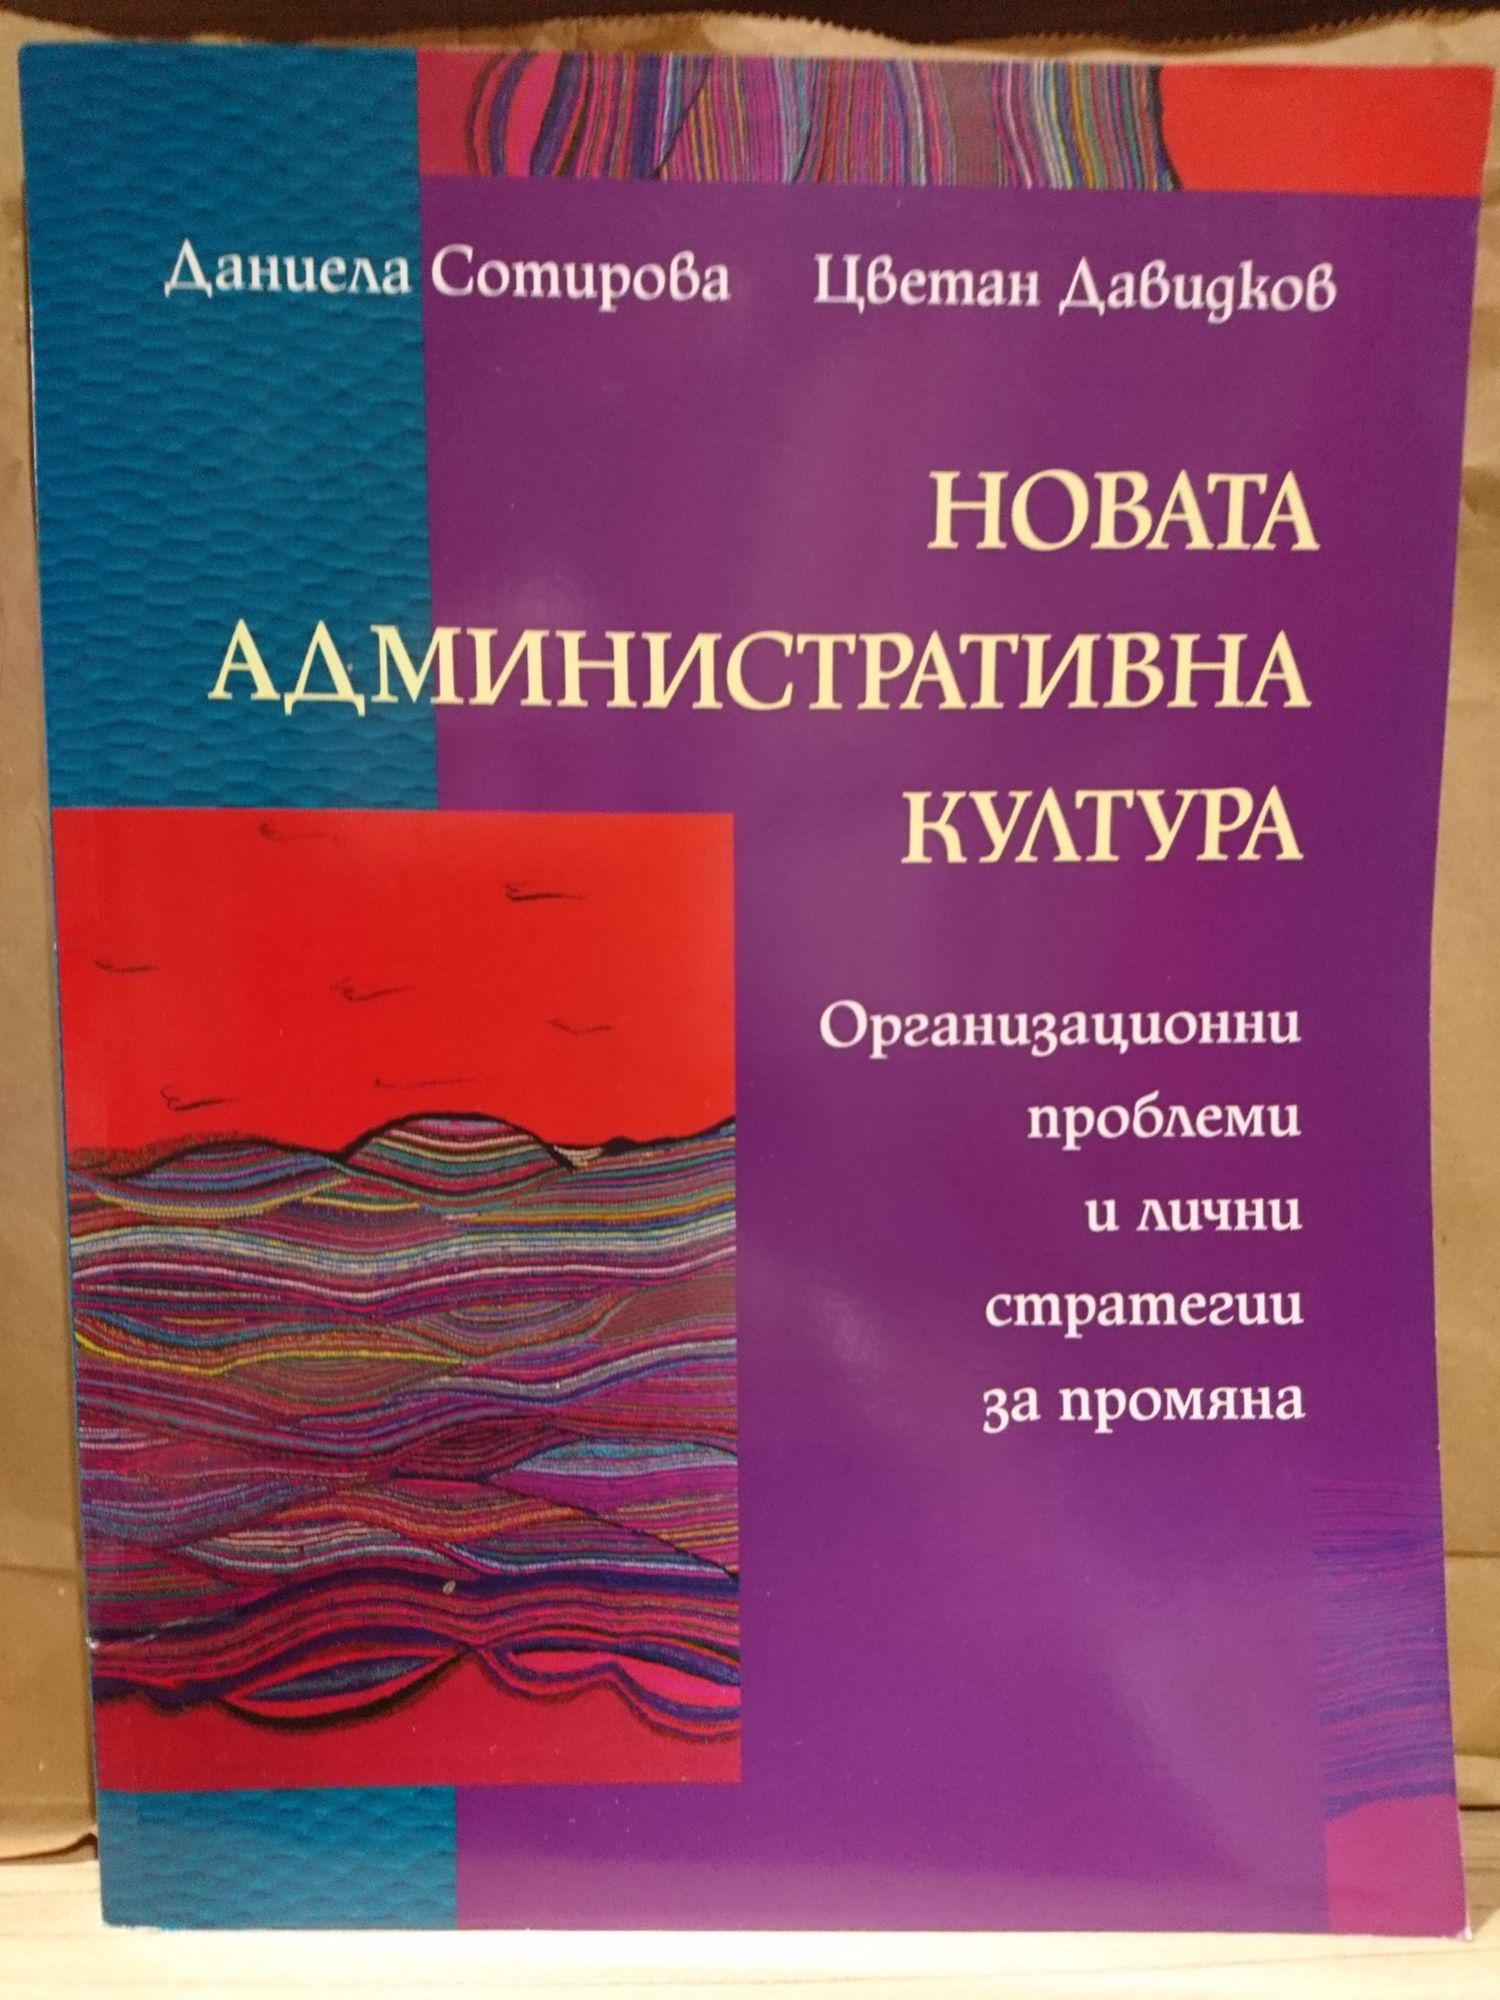 Даниела Сотирова Цветан Давидков
НОВАТА
АДМИНИСТРАТИВНА
КУЛТУРА
Организационни
проблеми
и лични
стратегии
за промяна